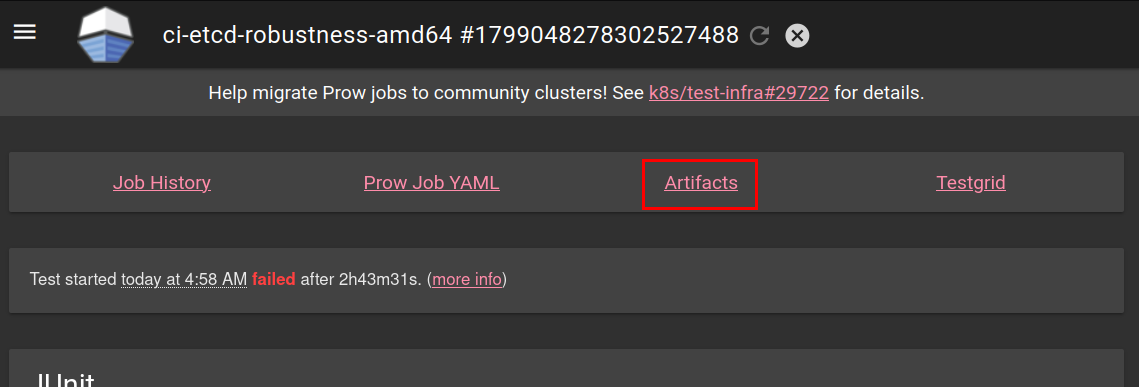 ci-etcd-robustness-amd64 #1799048278302527488
Help migrate Prow jobs to community clusters! See k8s/test-infra#29722 for details.
Job History Prow Job YAML Artifacts Testgrid
Test started today at 4:58 AM failed after 2h43m31s. (more info)
JUnit